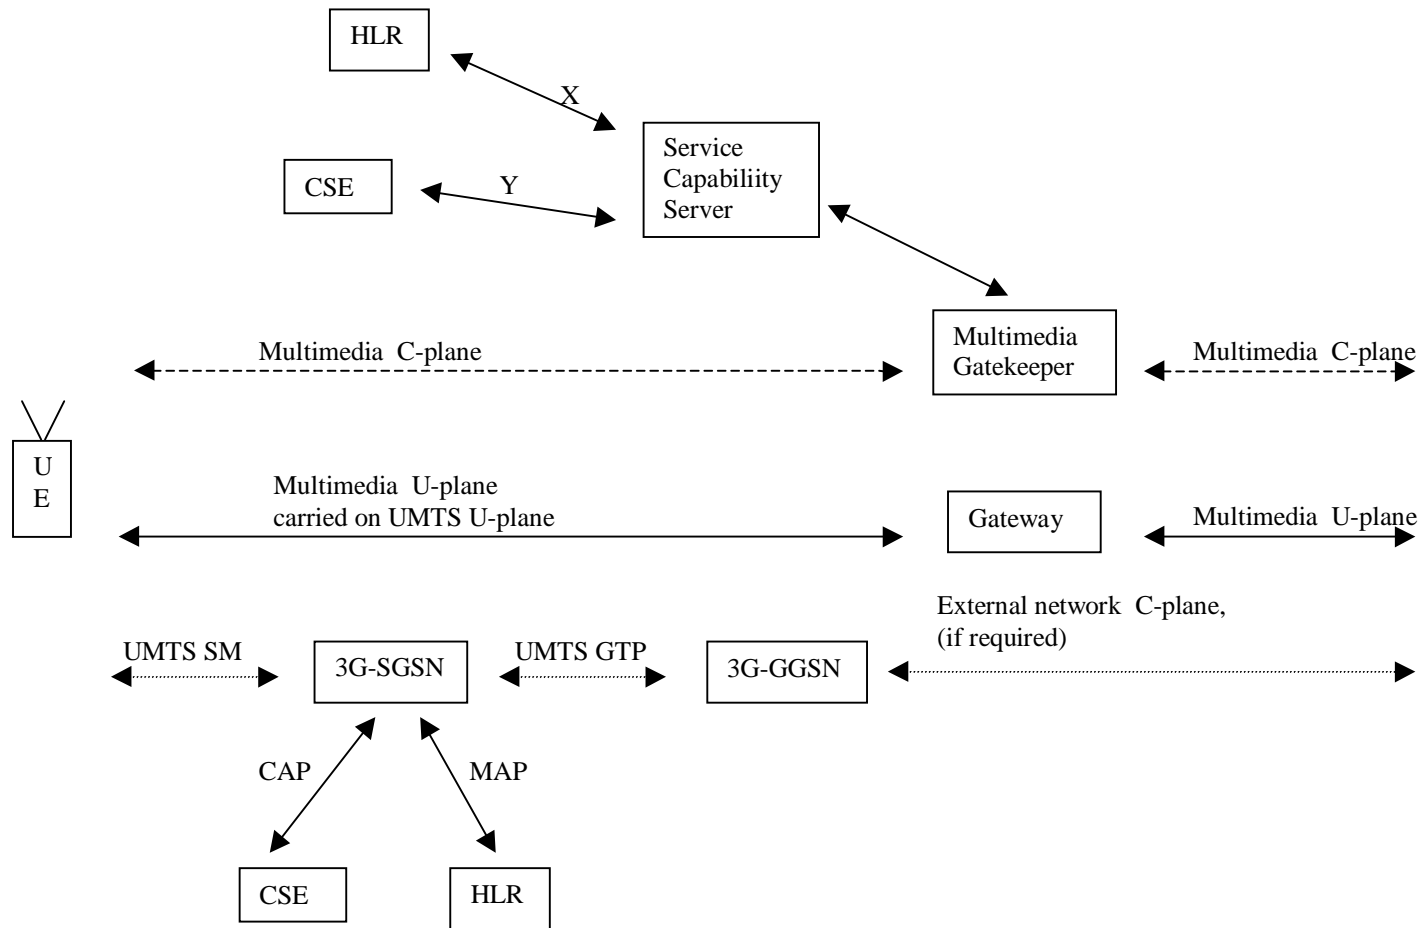 HLR
X
Service
Capabiliity
Server
CSE
Y
Multimedia
Gatekeeper
Multimedia C-plane
Multimedia C-plane
U
E
Multimedia U-plane
carried on UMTS U-plane
Gateway
Multimedia U-plane
External network C-plane,
(if required)
UMTS SM
3G-SGSN
UMTS GTP
3G-GGSN
CAP
MAP
CSE
HLR